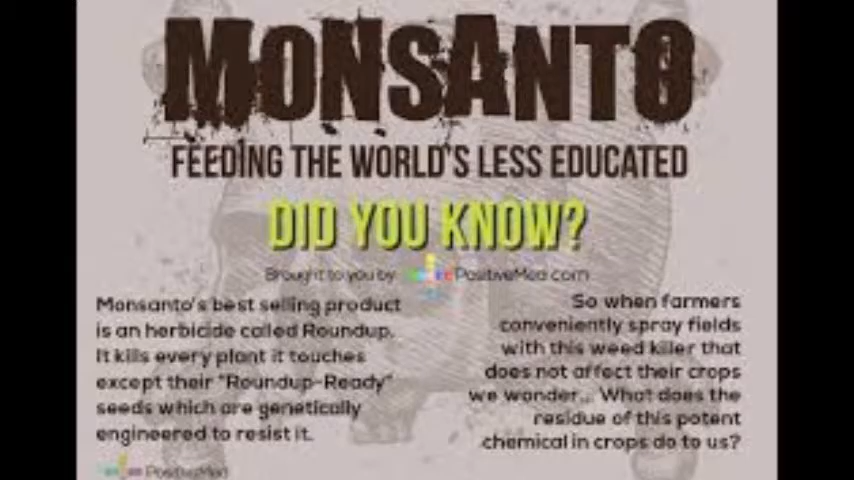 MONSANTO
FEEDING THE WORLD'S LESS EDUCATED
DID YOU KNOW?
Brought to you by PositiveMed.com
Monsanto's best selling product
is an herbicide called Roundup.
It kills every plant it touches
except their "Roundup-Ready"
seeds which are genetically
engineered to resist it.
So when farmers
conveniently spray fields
with this weed killer that
does not affect their crops
we wonder... What does the
residue of this potent
chemical in crops do to us?
PositiveMed